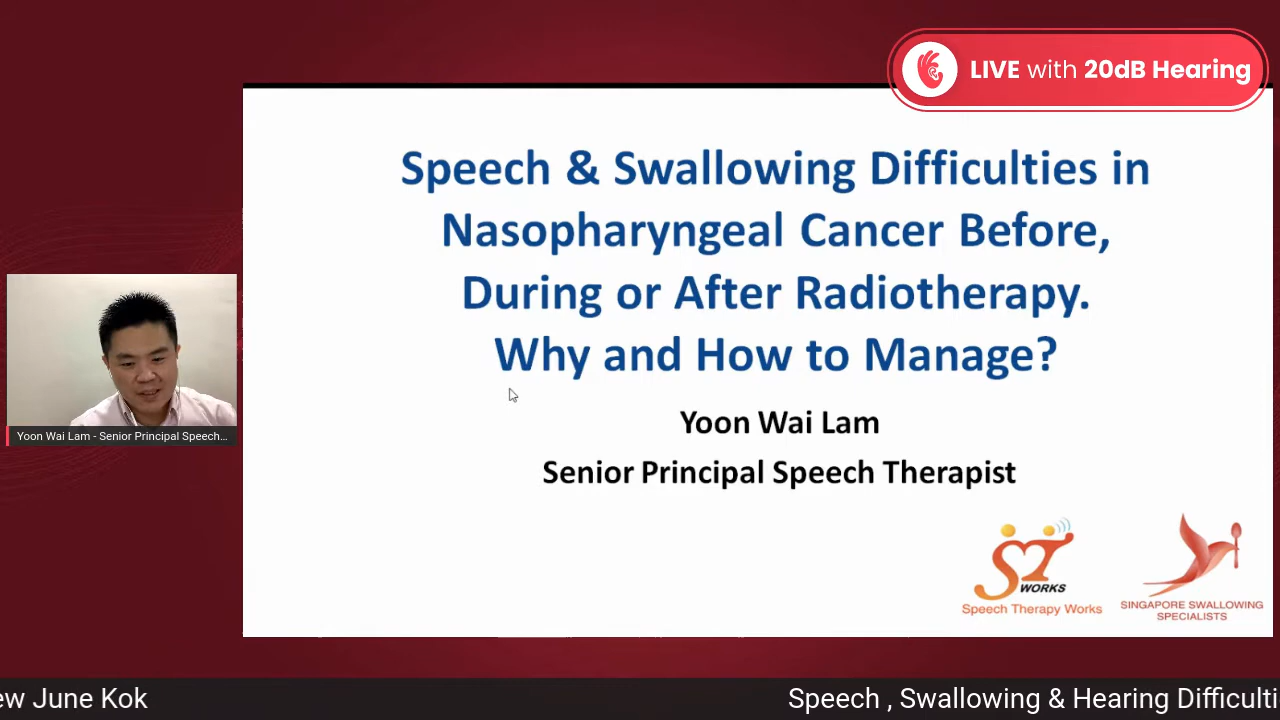 LIVE with 20dB Hearing
Speech & Swallowing Difficulties in
Nasopharyngeal Cancer Before,
During or After Radiotherapy.
Why and How to Manage?
Yoon Wai Lam
Senior Principal Speech Therapist
Yoon Wai Lam - Senior Principal Speech...
WORKS
Speech Therapy Works
SINGAPORE SWALLOWING
SPECIALISTS
ew June Kok
Speech , Swallowing & Hearing Difficulti